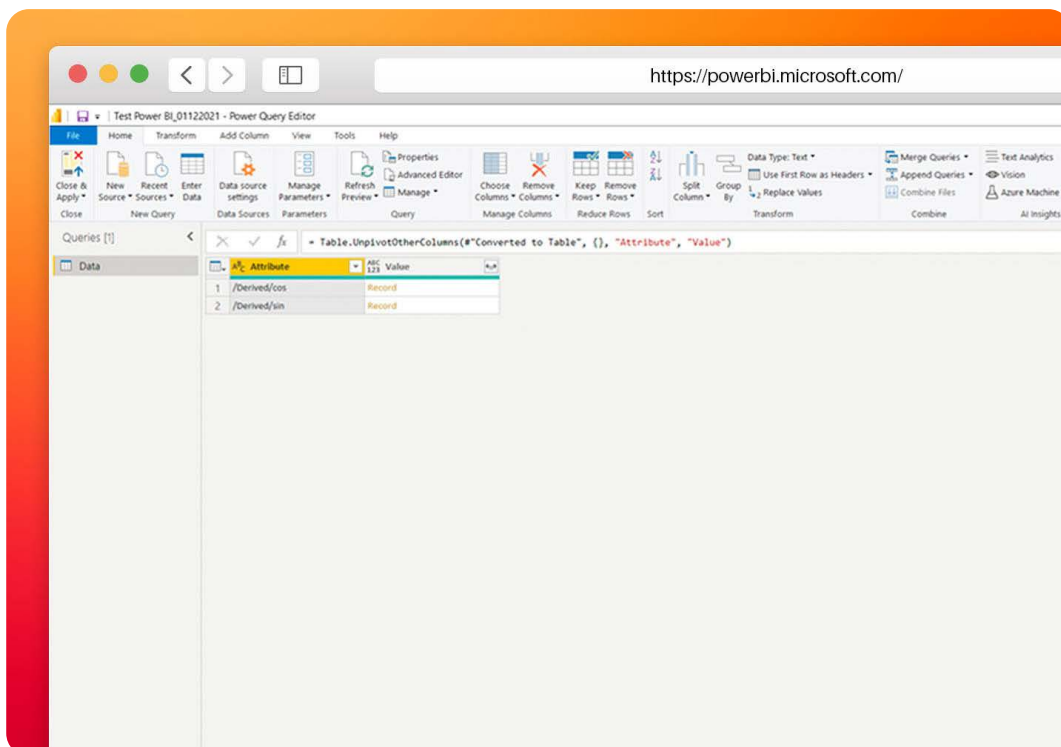 https://powerbi.microsoft.com/
Test Power BI_01122021 - Power Query Editor
File Home Transform Add Column View Tools Help
Close & Apply
New Source
Recent Sources
Enter Data
Data source settings
Manage Parameters
Refresh Preview
Properties
Advanced Editor
Manage
Choose Columns
Remove Columns
Keep Rows
Remove Rows
Split Column
Group By
Data Type: Text
Use First Row as Headers
Replace Values
Merge Queries
Append Queries
Combine Files
Text Analytics
Vision
Azure Machine
Close New Query Data Sources Parameters Query Manage Columns Reduce Rows Sort Transform Combine AI Insights
Queries [1]
fx = Table.UnpivotOtherColumns(#"Converted to Table", {}, "Attribute", "Value")
Data
ABC Attribute ABC 123 Value
1 /Derived/cos Record
2 /Derived/sin Record